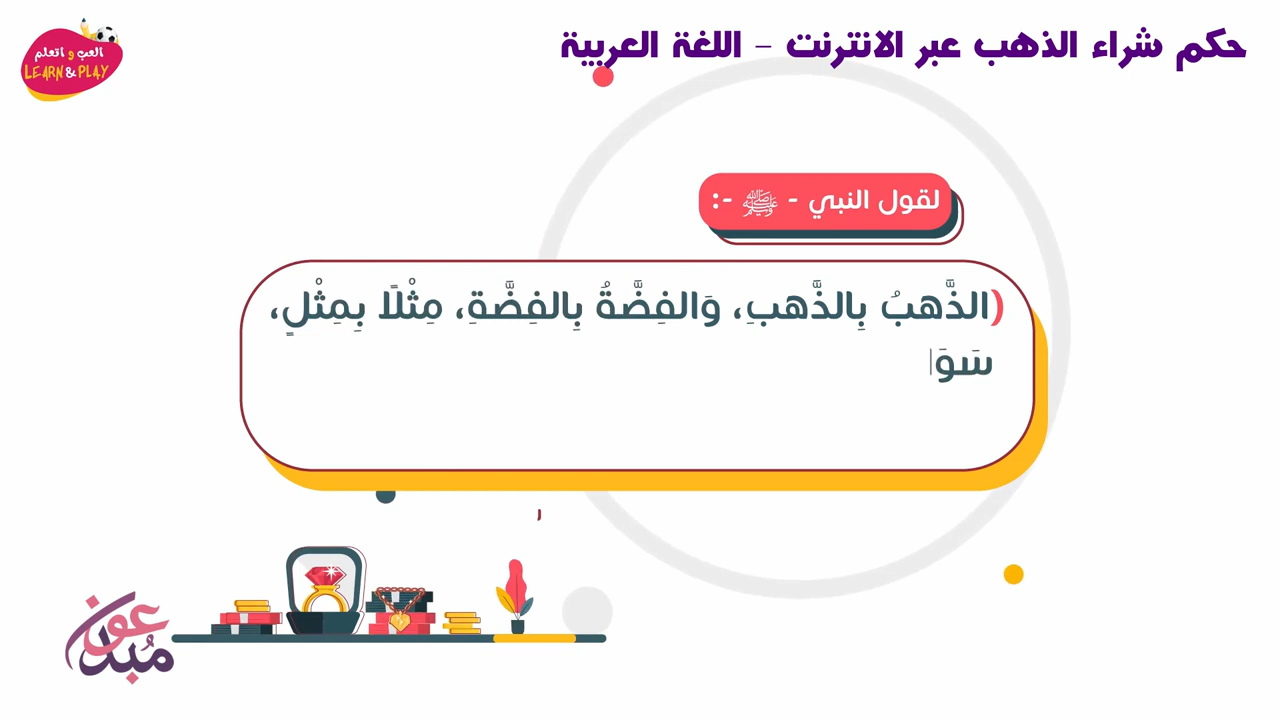 حكم شراء الذهب عبر الانترنت – اللغة العربية
العب و اتعلم
LEARN & PLAY
لقول النبي - ﷺ -:
(الذَّهبُ بِالذَّهبِ، وَالفِضَّةُ بِالفِضَّةِ، مِثْلًا بِمِثْلٍ،
سَوَا
مُبدعون